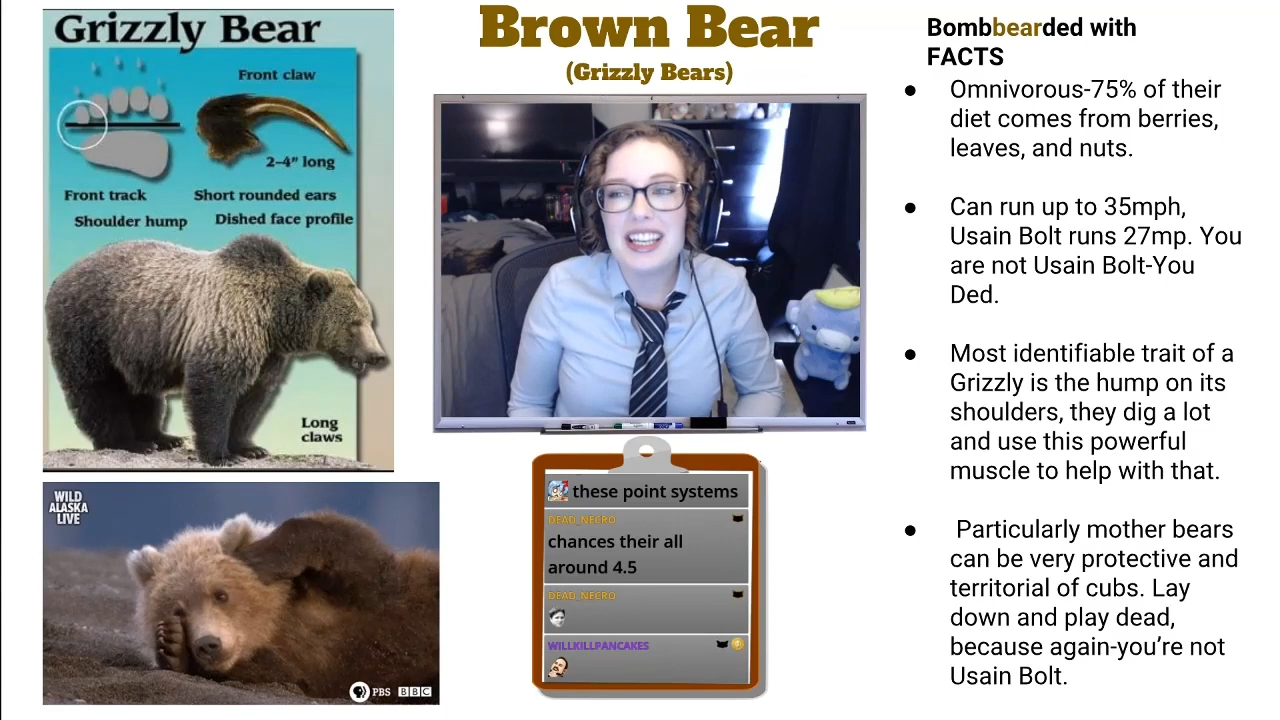 Grizzly Bear
Front claw
2–4” long
Front track
Short rounded ears
Shoulder hump
Dished face profile
Long
claws
WILD
ALASKA
LIVE
PBS BBC
Brown Bear
(Grizzly Bears)
these point systems
DEAD_NECRO
chances their all
around 4.5
DEAD_NECRO
WILLKILLPANCAKES
Bombbearded with
FACTS
● Omnivorous-75% of their
diet comes from berries,
leaves, and nuts.
● Can run up to 35mph,
Usain Bolt runs 27mp. You
are not Usain Bolt-You
Ded.
● Most identifiable trait of a
Grizzly is the hump on its
shoulders, they dig a lot
and use this powerful
muscle to help with that.
● Particularly mother bears
can be very protective and
territorial of cubs. Lay
down and play dead,
because again-you’re not
Usain Bolt.